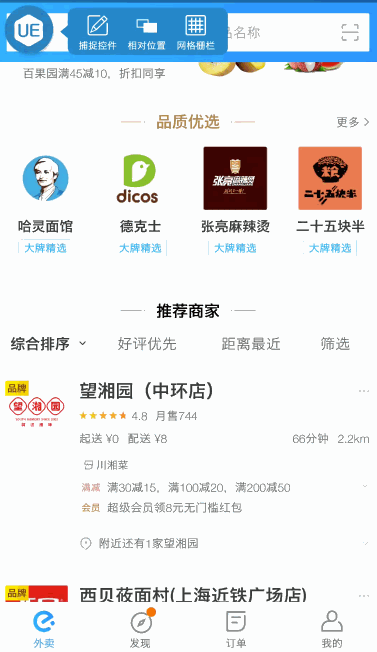 UE
捕捉控件
相对位置
网格栅栏
品名称
百果园满45减10，折扣同享
品质优选
更多
dicos
张亮麻辣烫
二十五块半
哈灵面馆
德克士
张亮麻辣烫
二十五块半
大牌精选
大牌精选
大牌精选
大牌精选
推荐商家
综合排序
好评优先
距离最近
筛选
品牌
望湘园
望湘园（中环店）
4.8 月售744
起送 ¥0 配送 ¥8
66分钟 2.2km
川湘菜
满减 满30减15，满100减20，满200减50
会员 超级会员领8元无门槛红包
附近还有1家望湘园
品牌
西贝莜面村(上海近铁广场店)
外卖
发现
订单
我的